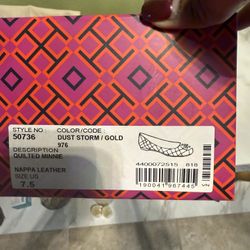 STYLE NO : COLOR/CODE :
50736 DUST STORM / GOLD
976
DESCRIPTION
QUILTED MINNIE
4400072515 818
NAPPA LEATHER
SIZE US
7.5
190041967445